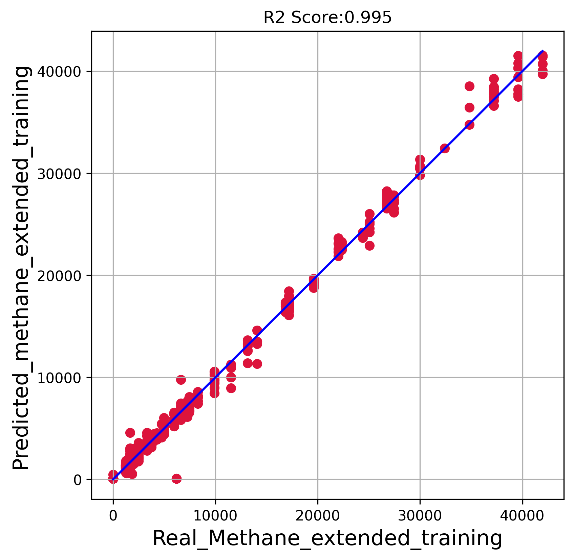 R2 Score:0.995
Predicted_methane_extended_training
40000
30000
20000
10000
0
0 10000 20000 30000 40000
Real_Methane_extended_training